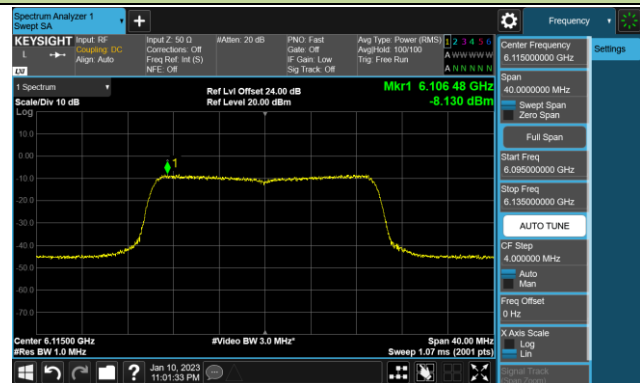 Spectrum Analyzer 1
Swept SA
Frequency
KEYSIGHT
L
LXI
Input: RF
Coupling: DC
Align: Auto
Input Z: 50 Ω
Corrections: Off
Freq Ref: Int (S)
NFE: Off
#Atten: 20 dB
PNO: Fast
Gate: Off
IF Gain: Low
Sig Track: Off
Avg Type: Power (RMS)
Avg|Hold: 100/100
Trig: Free Run
1 2 3 4 5 6
A W W W W W
A N N N N N
1 Spectrum
Scale/Div 10 dB
Log
Ref Lvl Offset 24.00 dB
Ref Level 20.00 dBm
Mkr1 6.106 48 GHz
-8.130 dBm
1
10.0
0.00
-10.0
-20.0
-30.0
-40.0
-50.0
-60.0
-70.0
Center 6.11500 GHz
#Res BW 1.0 MHz
#Video BW 3.0 MHz*
Span 40.00 MHz
Sweep 1.07 ms (2001 pts)
Jan 10, 2023
11:01:33 PM
Center Frequency
6.11500000 GHz
Span
40.0000000 MHz
Swept Span
Zero Span
Full Span
Start Freq
6.095000000 GHz
Stop Freq
6.135000000 GHz
AUTO TUNE
CF Step
4.000000 MHz
Auto
Man
Freq Offset
0 Hz
X Axis Scale
Log
Lin
Signal Track
(Span Zoom)
Settings